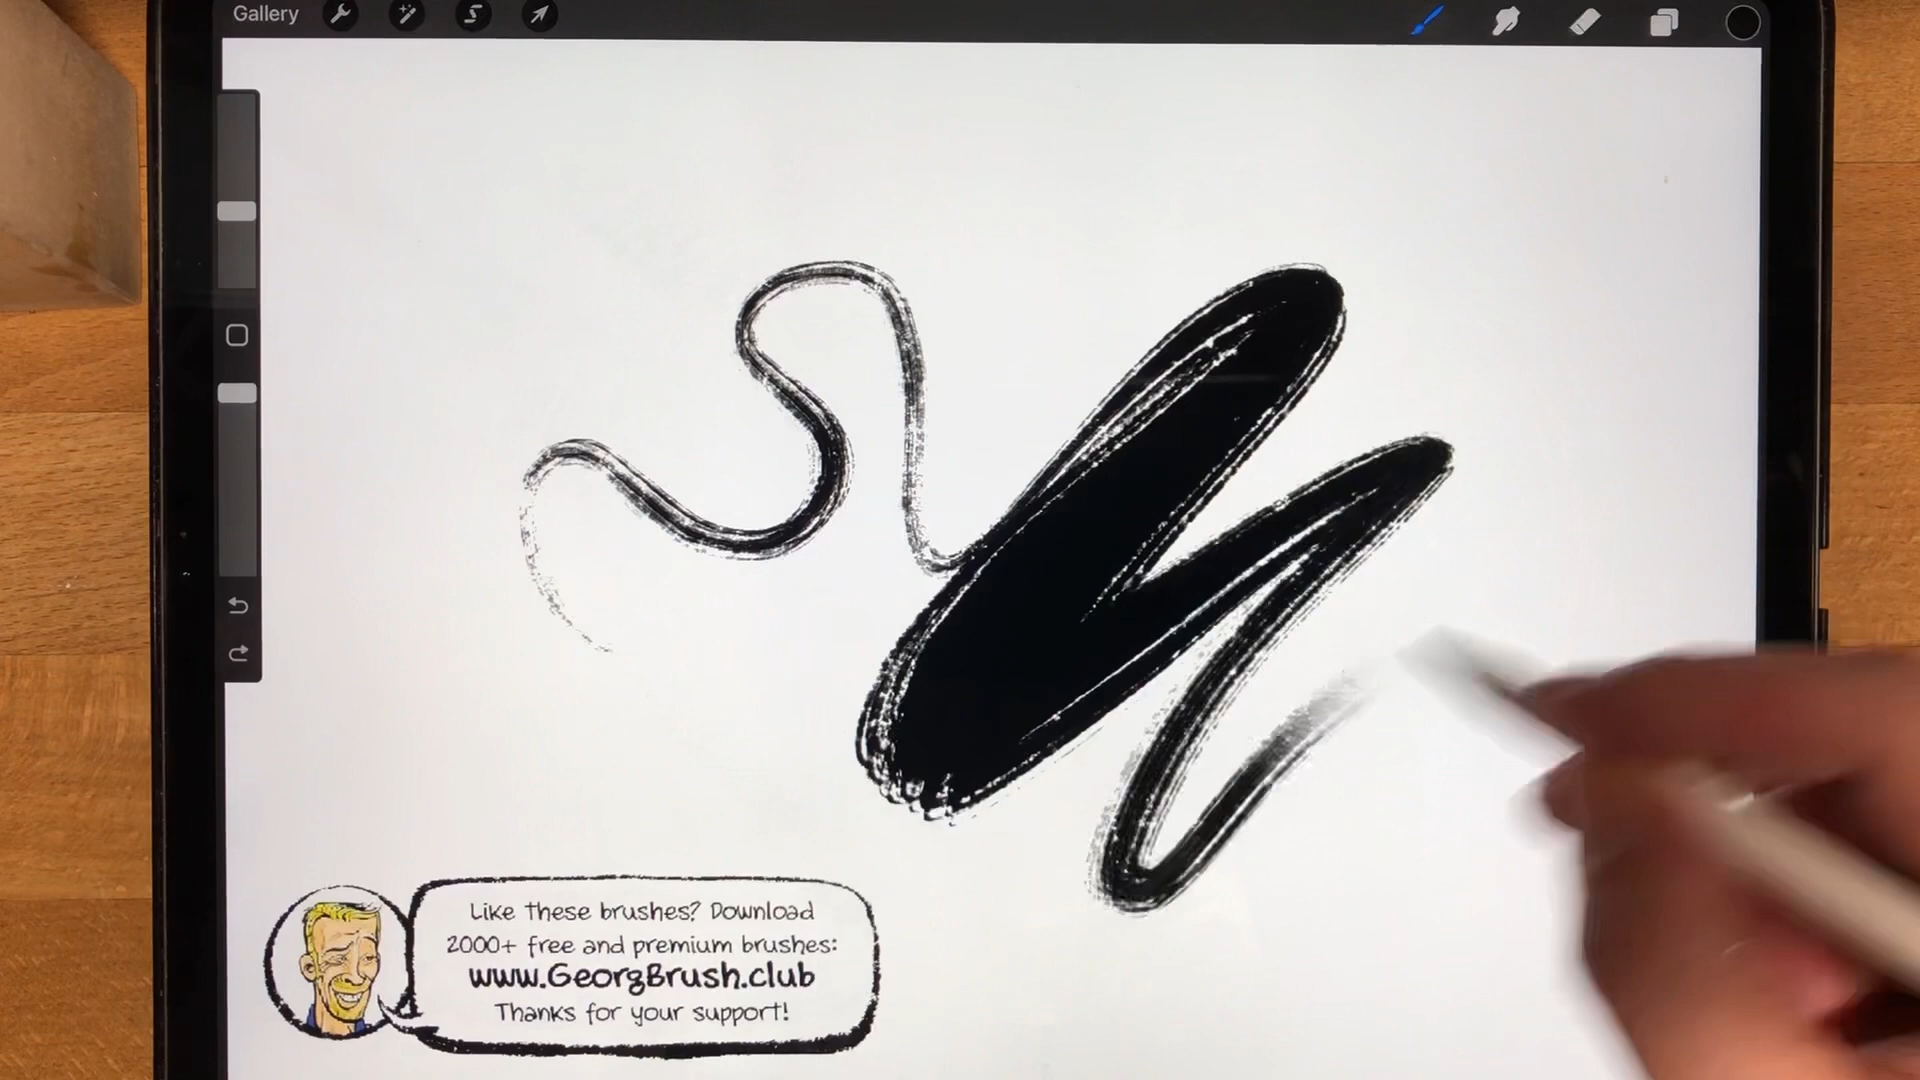 Gallery
Like these brushes? Download
2000+ free and premium brushes:
www.GeorgBrush.club
Thanks for your support!